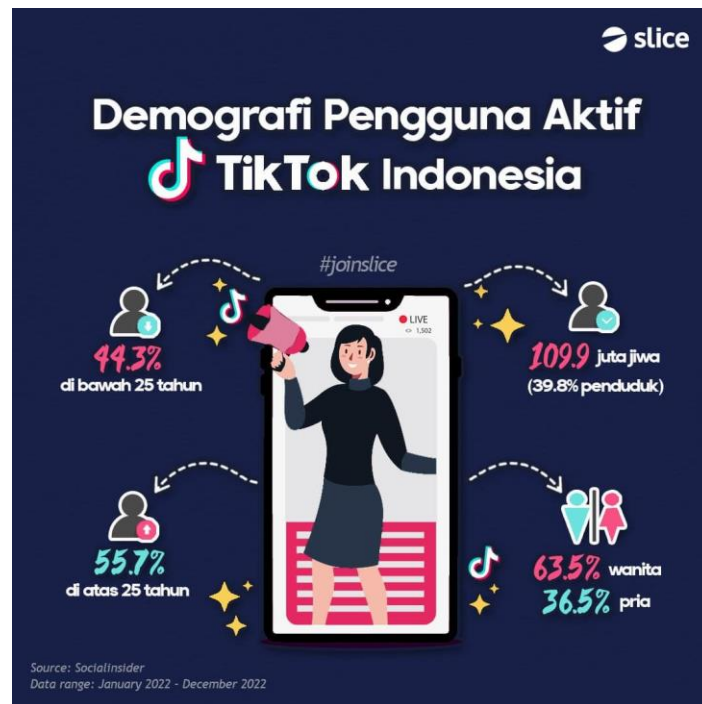 slice
Demografi Pengguna Aktif
TikTok Indonesia
#joinslice
LIVE
1,502
44.3%
di bawah 25 tahun
109.9 juta jiwa
(39.8% penduduk)
55.7%
di atas 25 tahun
63.5% wanita
36.5% pria
Source: Socialinsider
Data range: January 2022 - December 2022